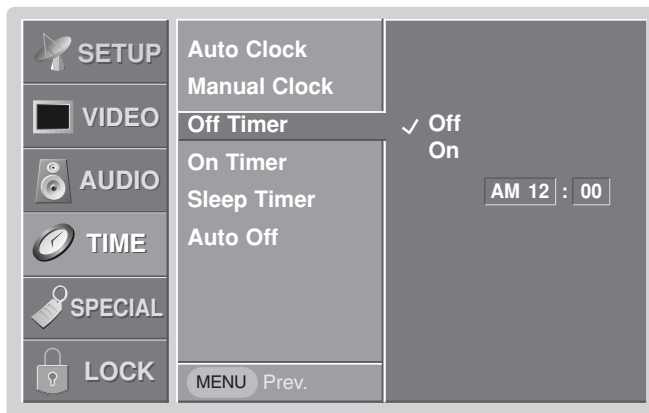 SETUP
VIDEO
AUDIO
TIME
SPECIAL
LOCK
Auto Clock
Manual Clock
Off Timer
On Timer
Sleep Timer
Auto Off
MENU Prev.
✓ Off
On
AM 12 : 00